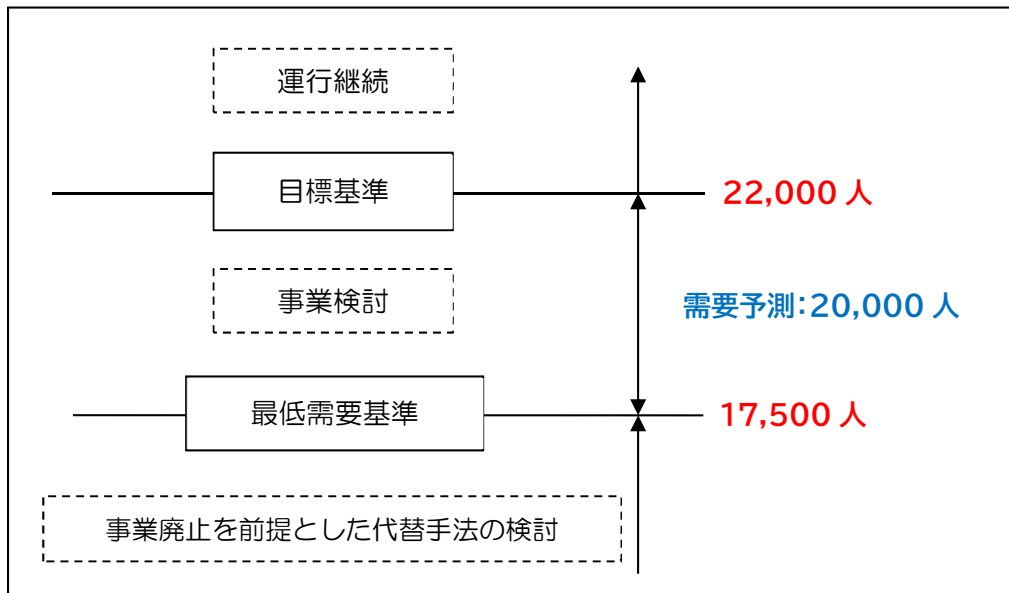 運行継続
目標基準
22,000 人
事業検討
需要予測：20,000 人
最低需要基準
17,500 人
事業廃止を前提とした代替手法の検討